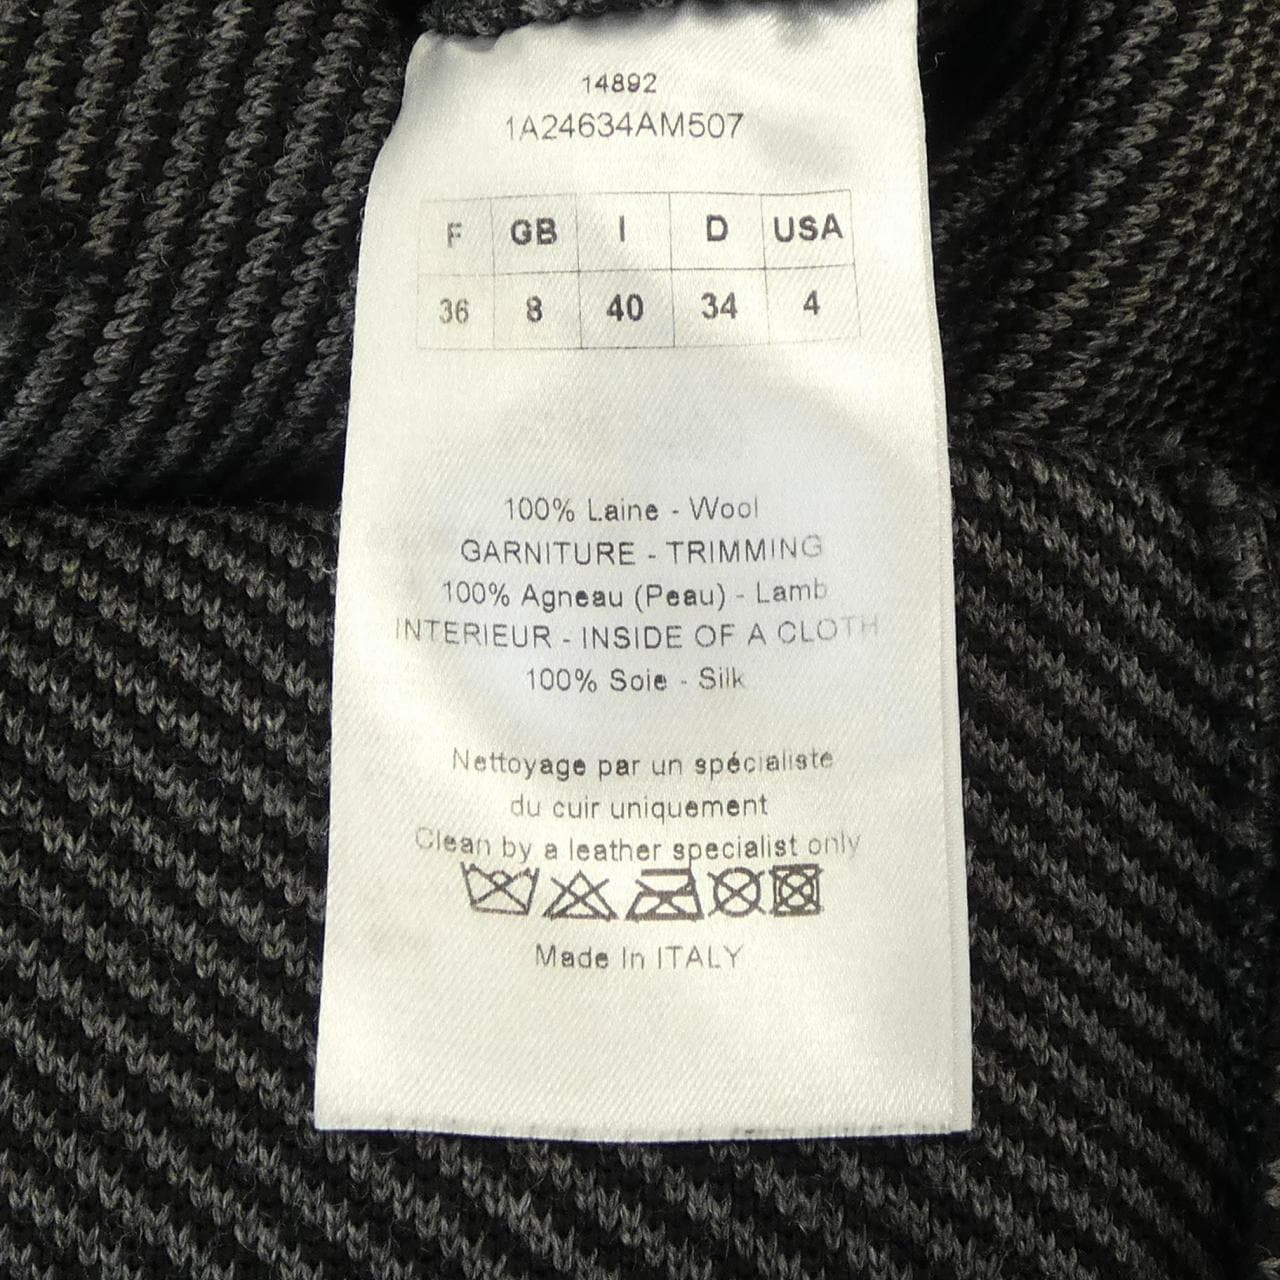 14892
1A24634AM507
F GB I D USA
36 8 40 34 4
100% Laine - Wool
GARNITURE - TRIMMING
100% Agneau (Peau) - Lamb
INTERIEUR - INSIDE OF A CLOTH
100% Soie - Silk
Nettoyage par un spécialiste
du cuir uniquement
Clean by a leather specialist only
Made In ITALY